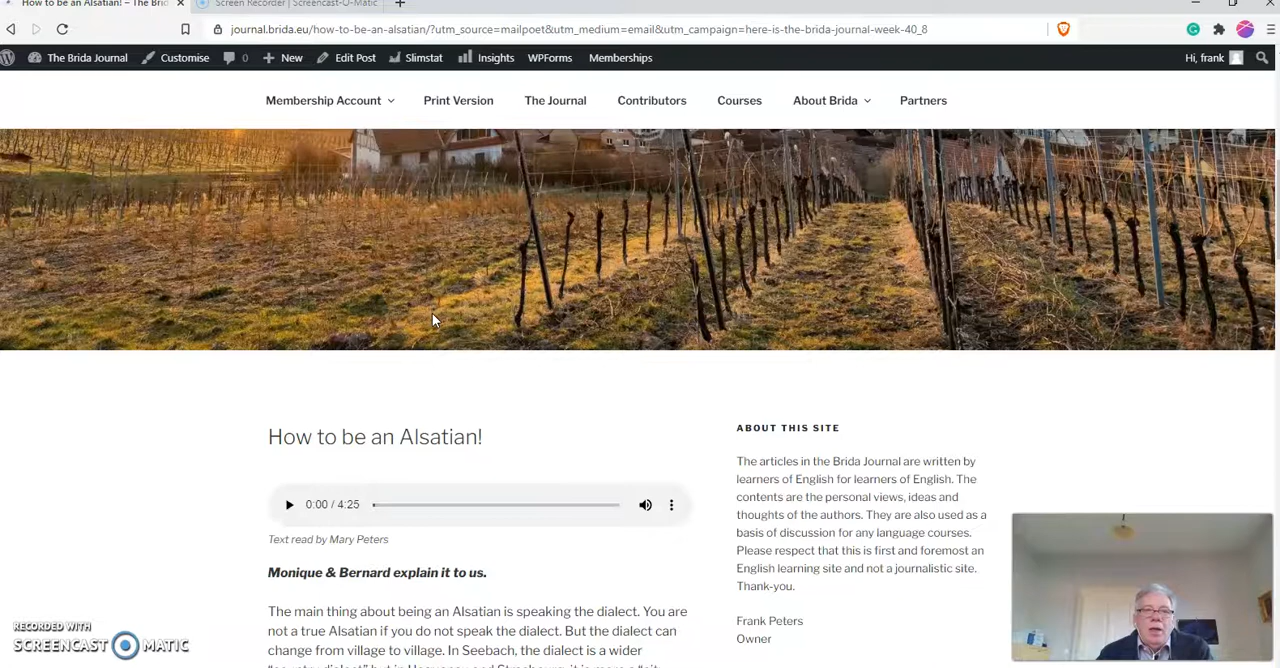 How to be an Alsatian! – The Brid
Screen Recorder | Screencast-O-Matic
journal.brida.eu/how-to-be-an-alsatian/?utm_source=mailpoet&utm_medium=email&utm_campaign=here-is-the-brida-journal-week-40_8
The Brida Journal Customise 0 New Edit Post Slimstat Insights WPForms Memberships Hi, frank
Membership Account Print Version The Journal Contributors Courses About Brida Partners
How to be an Alsatian!
0:00 / 4:25
Text read by Mary Peters
Monique & Bernard explain it to us.
The main thing about being an Alsatian is speaking the dialect. You are
not a true Alsatian if you do not speak the dialect. But the dialect can
change from village to village. In Seebach, the dialect is a wider
ABOUT THIS SITE
The articles in the Brida Journal are written by
learners of English for learners of English. The
contents are the personal views, ideas and
thoughts of the authors. They are also used as a
basis of discussion for any language courses.
Please respect that this is first and foremost an
English learning site and not a journalistic site.
Thank-you.
Frank Peters
Owner
RECORDED WITH
SCREENCAST MATIC